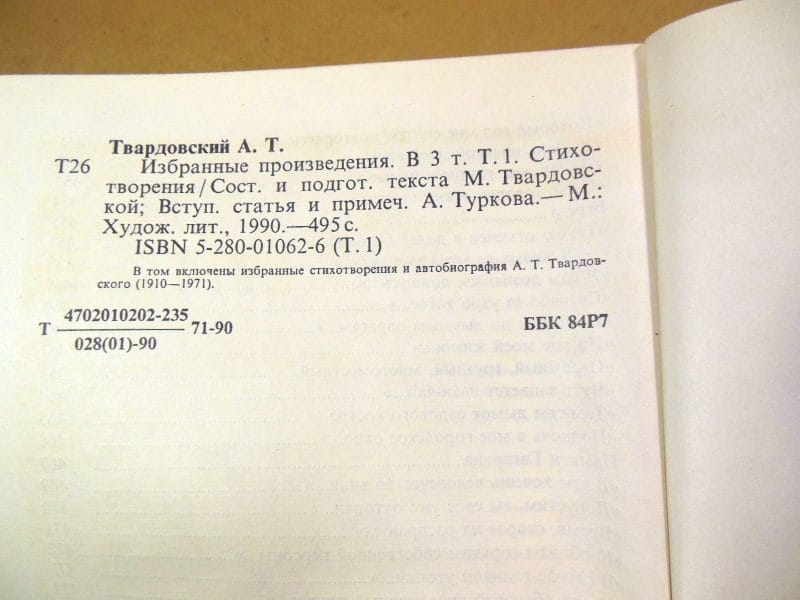 Твардовский А. Т.
Т26 Избранные произведения. В 3 т. Т. 1. Стихо-
творения / Сост. и подгот. текста М. Твардовс-
кой; Вступ. статья и примеч. А. Туркова.— М.:
Худож. лит., 1990.—495 с.
ISBN 5-280-01062-6 (Т. 1)
В том включены избранные стихотворения и автобиография А. Т. Твардов-
ского (1910—1971).
4702010202-235
Т 71-90 ББК 84Р7
028(01)-90